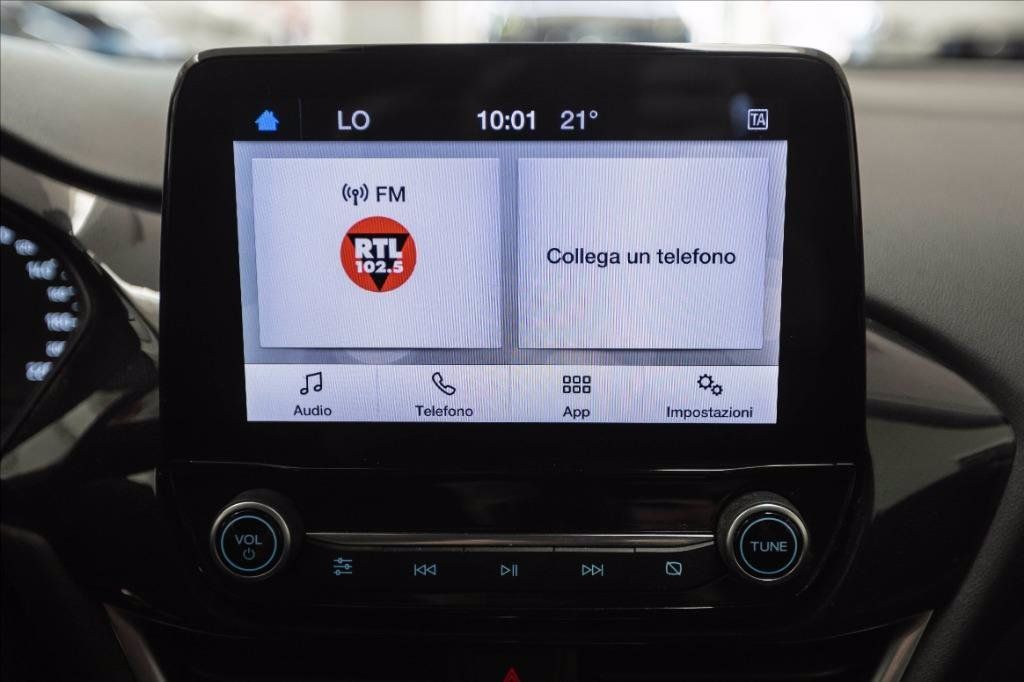 LO 10:01 21° TA
FM
RTL
102.5
Collega un telefono
Audio Telefono App Impostazioni
VOL
TUNE